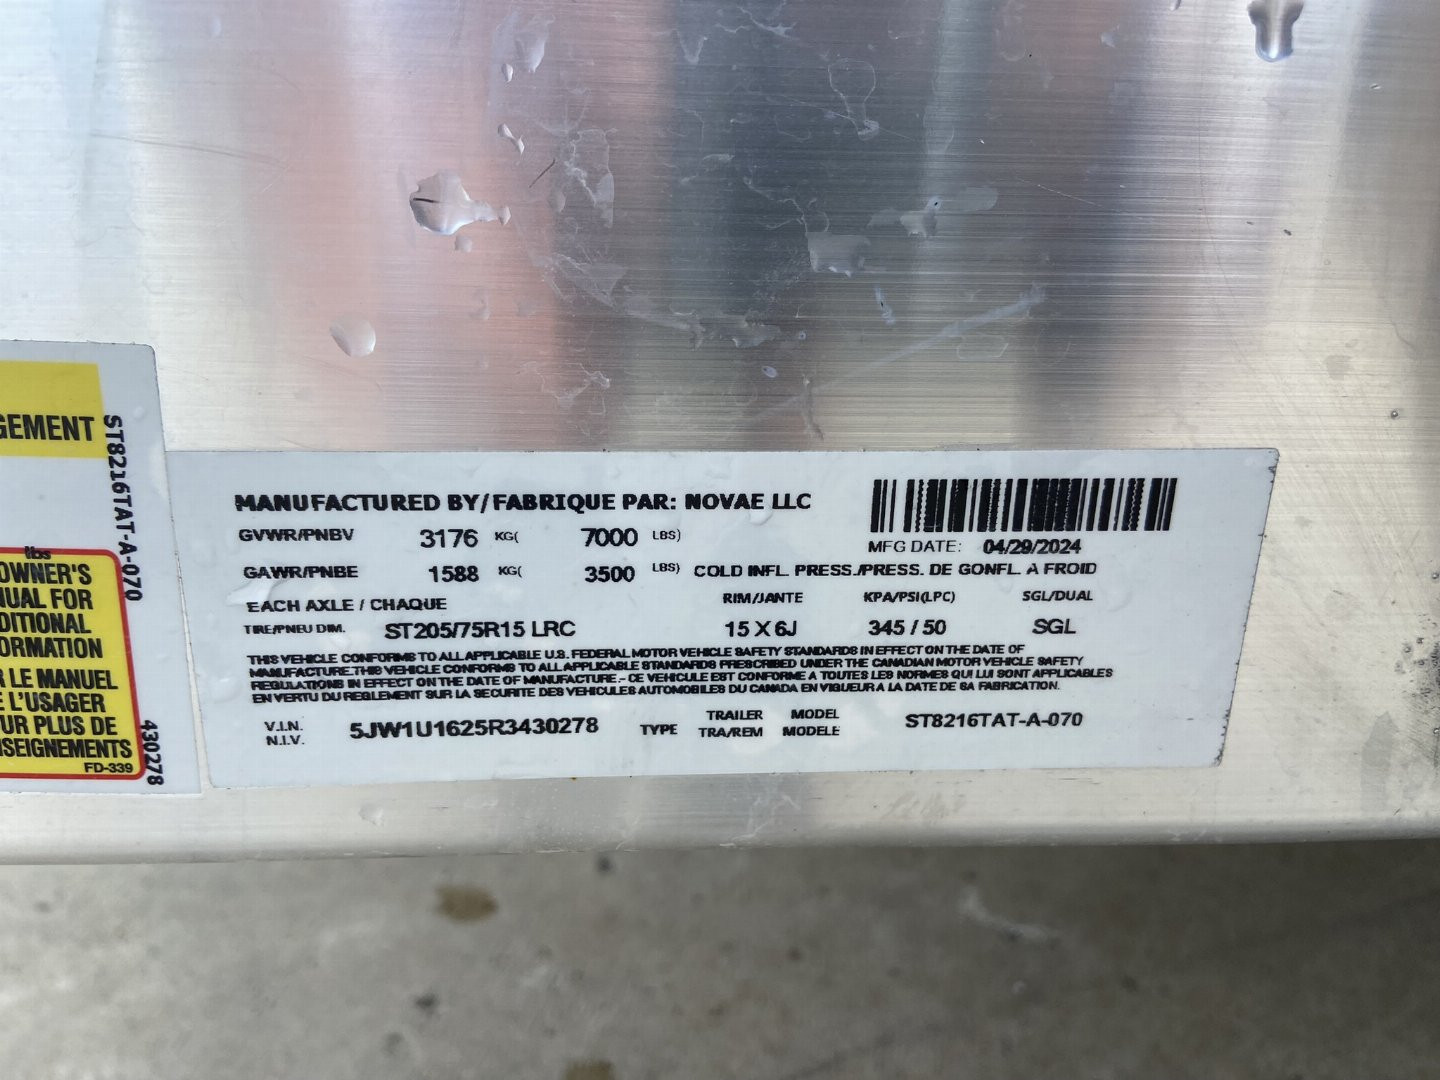 GEMENT
ST8216TAT-A-070
lbs
OWNER'S
NUAL FOR
DDITIONAL
ORMATION
R LE MANUEL
E L'USAGER
UR PLUS DE
NSEIGNEMENTS
FD-339
430278
MANUFACTURED BY/FABRIQUE PAR: NOVAE LLC
GVWR/PNBV 3176 KG( 7000 LBS)
MFG DATE: 04/29/2024
GAWR/PNBE 1588 KG( 3500 LBS) COLD INFL. PRESS./PRESS. DE GONFL. A FROID
EACH AXLE / CHAQUE RIM/JANTE KPA/PSI(LPC) SGL/DUAL
TIRE/PNEU DIM. ST205/75R15 LRC 15 X 6J 345 / 50 SGL
THIS VEHICLE CONFORMS TO ALL APPLICABLE U.S. FEDERAL MOTOR VEHICLE SAFETY STANDARDS IN EFFECT ON THE DATE OF
MANUFACTURE.THIS VEHICLE CONFORMS TO ALL APPLICABLE STANDARDS PRESCRIBED UNDER THE CANADIAN MOTOR VEHICLE SAFETY
REGULATIONS IN EFFECT ON THE DATE OF MANUFACTURE.- CE VEHICULE EST CONFORME A TOUTES LES NORMES QUI LUI SONT APPLICABLES
EN VERTU DU REGLEMENT SUR LA SECURITE DES VEHICULES AUTOMOBILES DU CANADA EN VIGUEUR A LA DATE DE SA FABRICATION.
V.I.N. 5JW1U1625R3430278 TYPE TRAILER MODEL ST8216TAT-A-070
N.I.V. TRA/REM MODELE